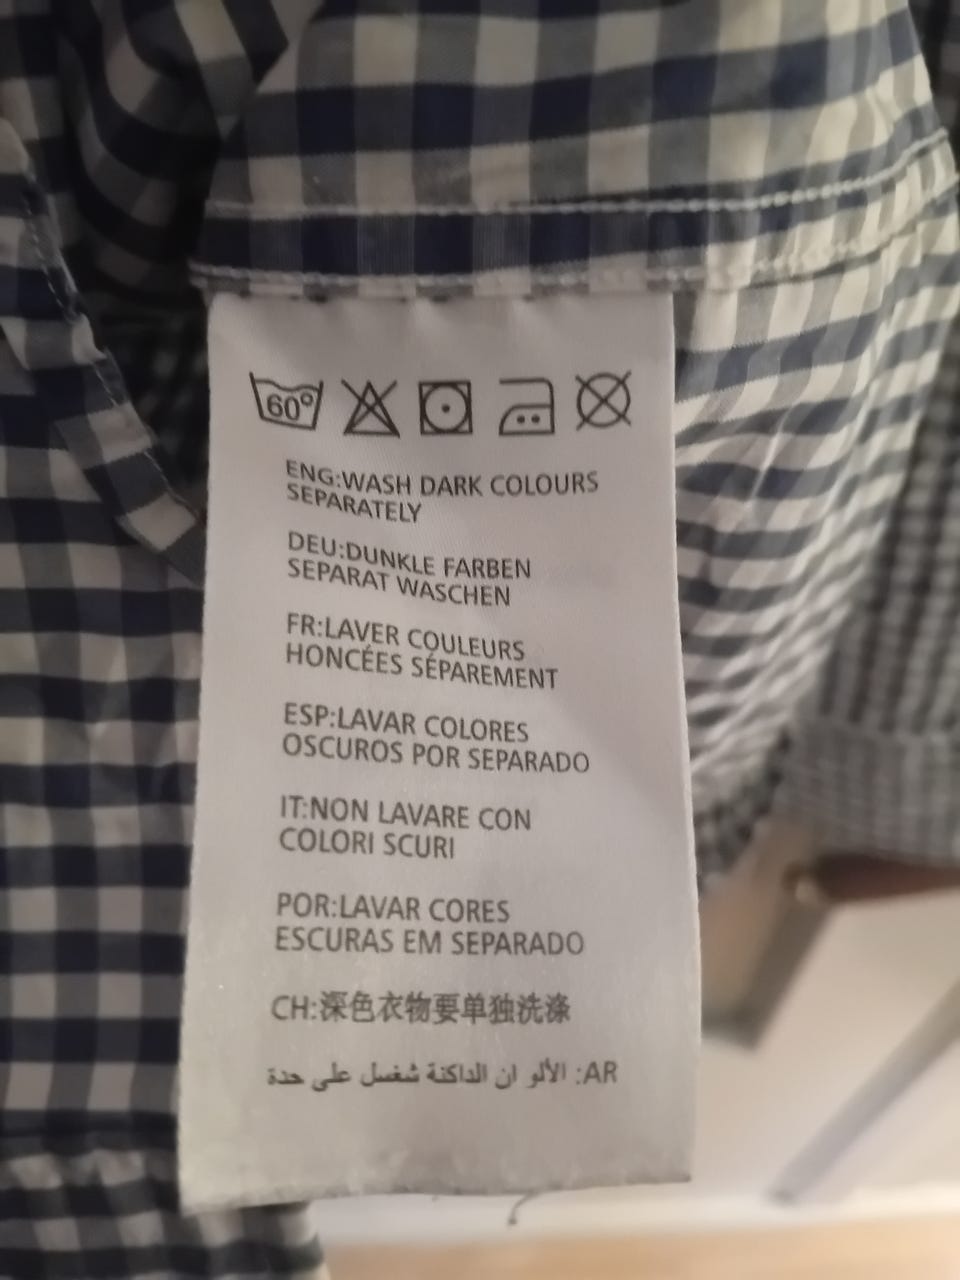 60°
ENG:WASH DARK COLOURS
SEPARATELY
DEU:DUNKLE FARBEN
SEPARAT WASCHEN
FR:LAVER COULEURS
HONCÉES SÉPAREMENT
ESP:LAVAR COLORES
OSCUROS POR SEPARADO
IT:NON LAVARE CON
COLORI SCURI
POR:LAVAR CORES
ESCURAS EM SEPARADO
CH:深色衣物要单独洗涤
AR: الألو ان الداكنة شغسل على حدة